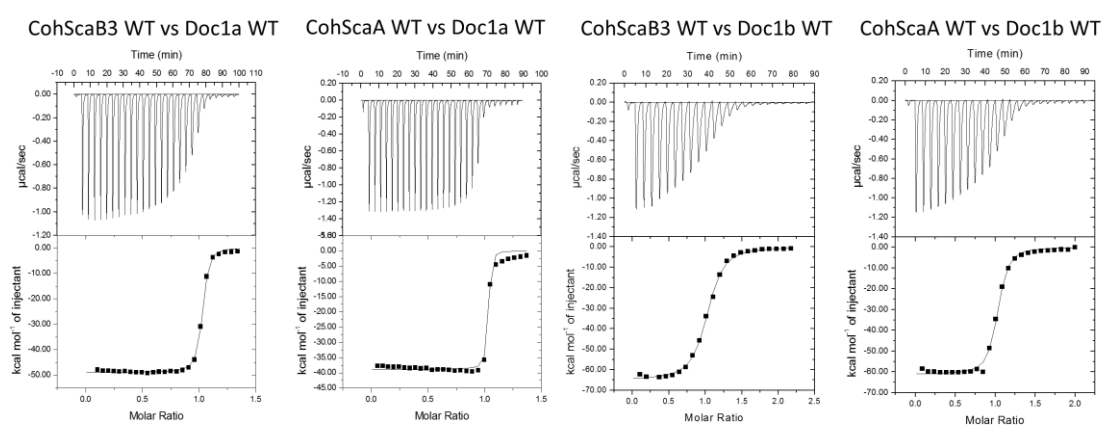 CohScaB3 WT vs Doc1a WT
Time (min)
-10 0 10 20 30 40 50 60 70 80 90 100 110
0.00
-0.20
-0.40
-0.60
-0.80
-1.00
-1.20
µcal/sec
0.00
-10.00
-20.00
-30.00
-40.00
-50.00
kcal mol⁻¹ of injectant
0.0 0.5 1.0 1.5
Molar Ratio
CohScaA WT vs Doc1a WT
Time (min)
-10 0 10 20 30 40 50 60 70 80 90 100
0.20
0.00
-0.20
-0.40
-0.60
-0.80
-1.00
-1.20
-1.40
µcal/sec
0.00
-5.00
-10.00
-15.00
-20.00
-25.00
-30.00
-35.00
-40.00
-45.00
kcal mol⁻¹ of injectant
0.0 0.5 1.0 1.5
Molar Ratio
CohScaB3 WT vs Doc1b WT
Time (min)
0 10 20 30 40 50 60 70 80 90
0.20
0.00
-0.20
-0.40
-0.60
-0.80
-1.00
-1.20
-1.40
µcal/sec
0.00
-10.00
-20.00
-30.00
-40.00
-50.00
-60.00
-70.00
kcal mol⁻¹ of injectant
0.0 0.5 1.0 1.5 2.0 2.5
Molar Ratio
CohScaA WT vs Doc1b WT
Time (min)
0 10 20 30 40 50 60 70 80 90
0.20
0.00
-0.20
-0.40
-0.60
-0.80
-1.00
-1.20
-1.40
µcal/sec
0.00
-10.00
-20.00
-30.00
-40.00
-50.00
-60.00
-70.00
kcal mol⁻¹ of injectant
0.0 0.5 1.0 1.5 2.0
Molar Ratio